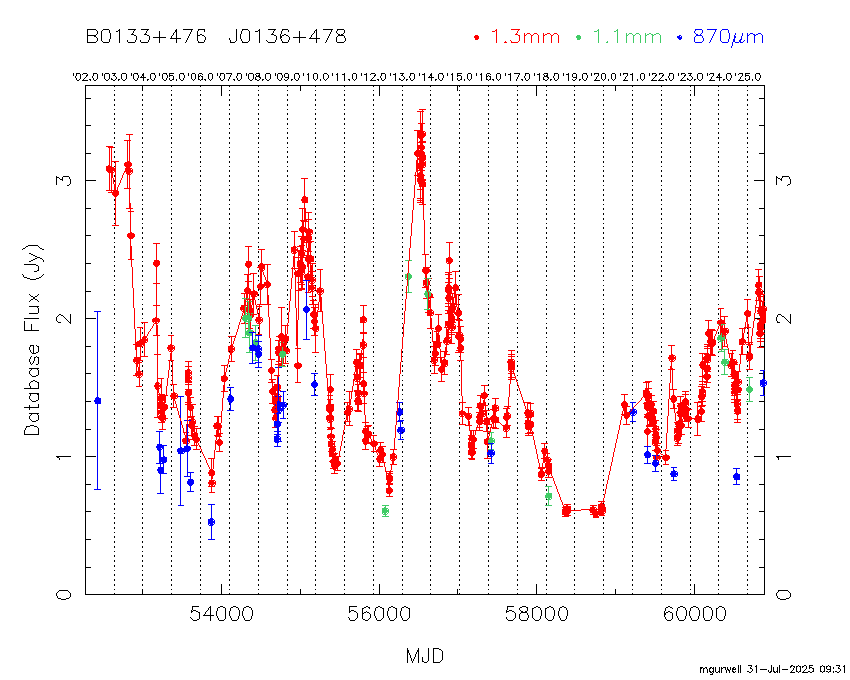 B0133+476 J0136+478 1.3mm 1.1mm 870μm
'02.0 '03.0 '04.0 '05.0 '06.0 '07.0 '08.0 '09.0 '10.0 '11.0 '12.0 '13.0 '14.0 '15.0 '16.0 '17.0 '18.0 '19.0 '20.0 '21.0 '22.0 '23.0 '24.0 '25.0
3 3
2 2
Database Flux (Jy)
1 1
0 0
54000 56000 58000 60000
MJD
mgurwell 31-Jul-2025 09:31